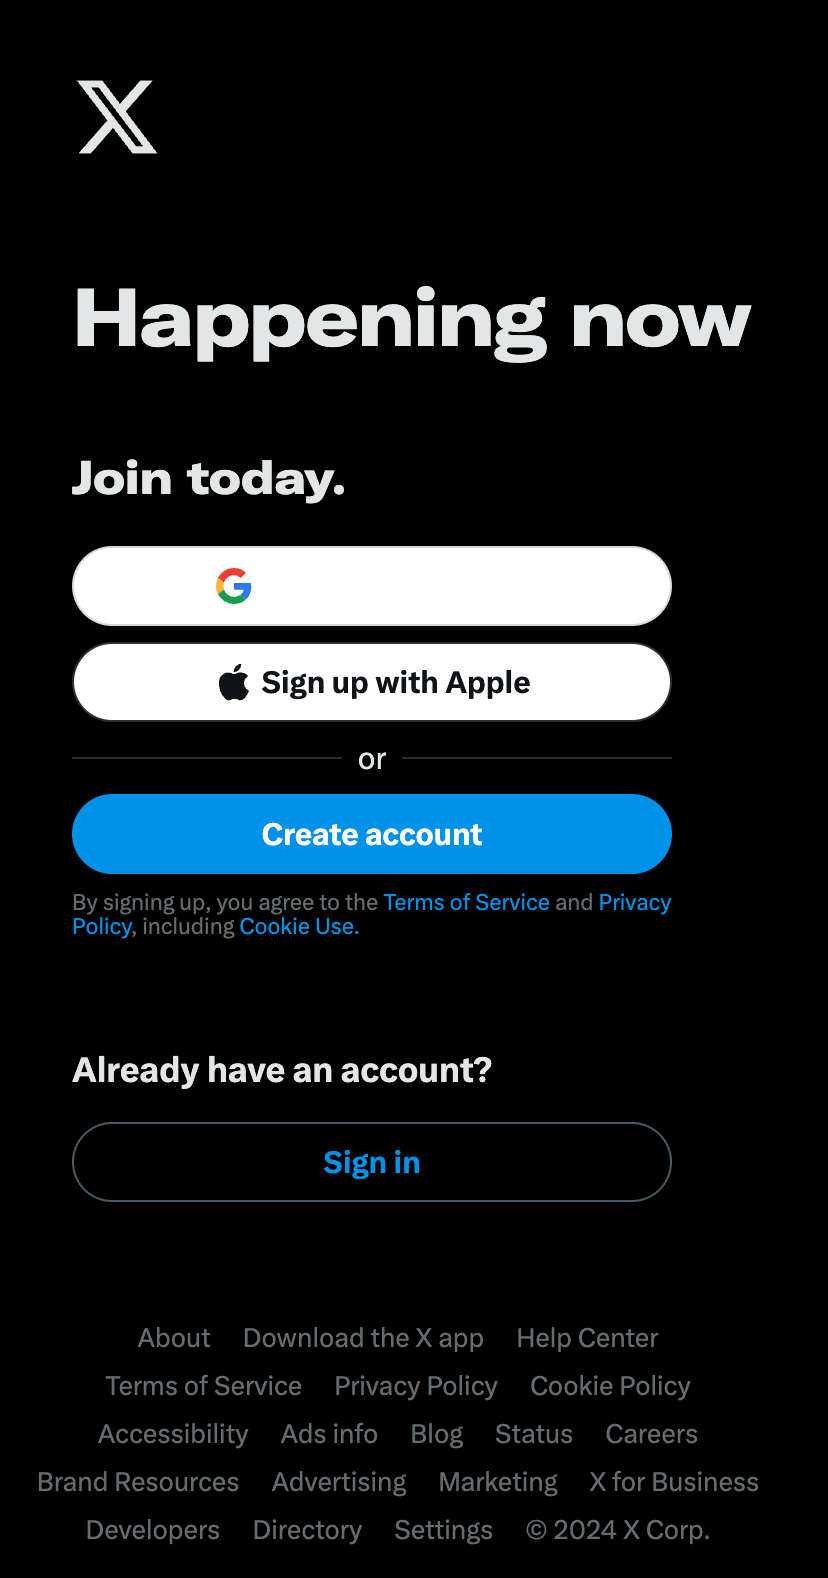 Happening now
Join today.
Sign up with Apple
or
Create account
By signing up, you agree to the Terms of Service and Privacy
Policy, including Cookie Use.
Already have an account?
Sign in
About Download the X app Help Center
Terms of Service Privacy Policy Cookie Policy
Accessibility Ads info Blog Status Careers
Brand Resources Advertising Marketing X for Business
Developers Directory Settings © 2024 X Corp.